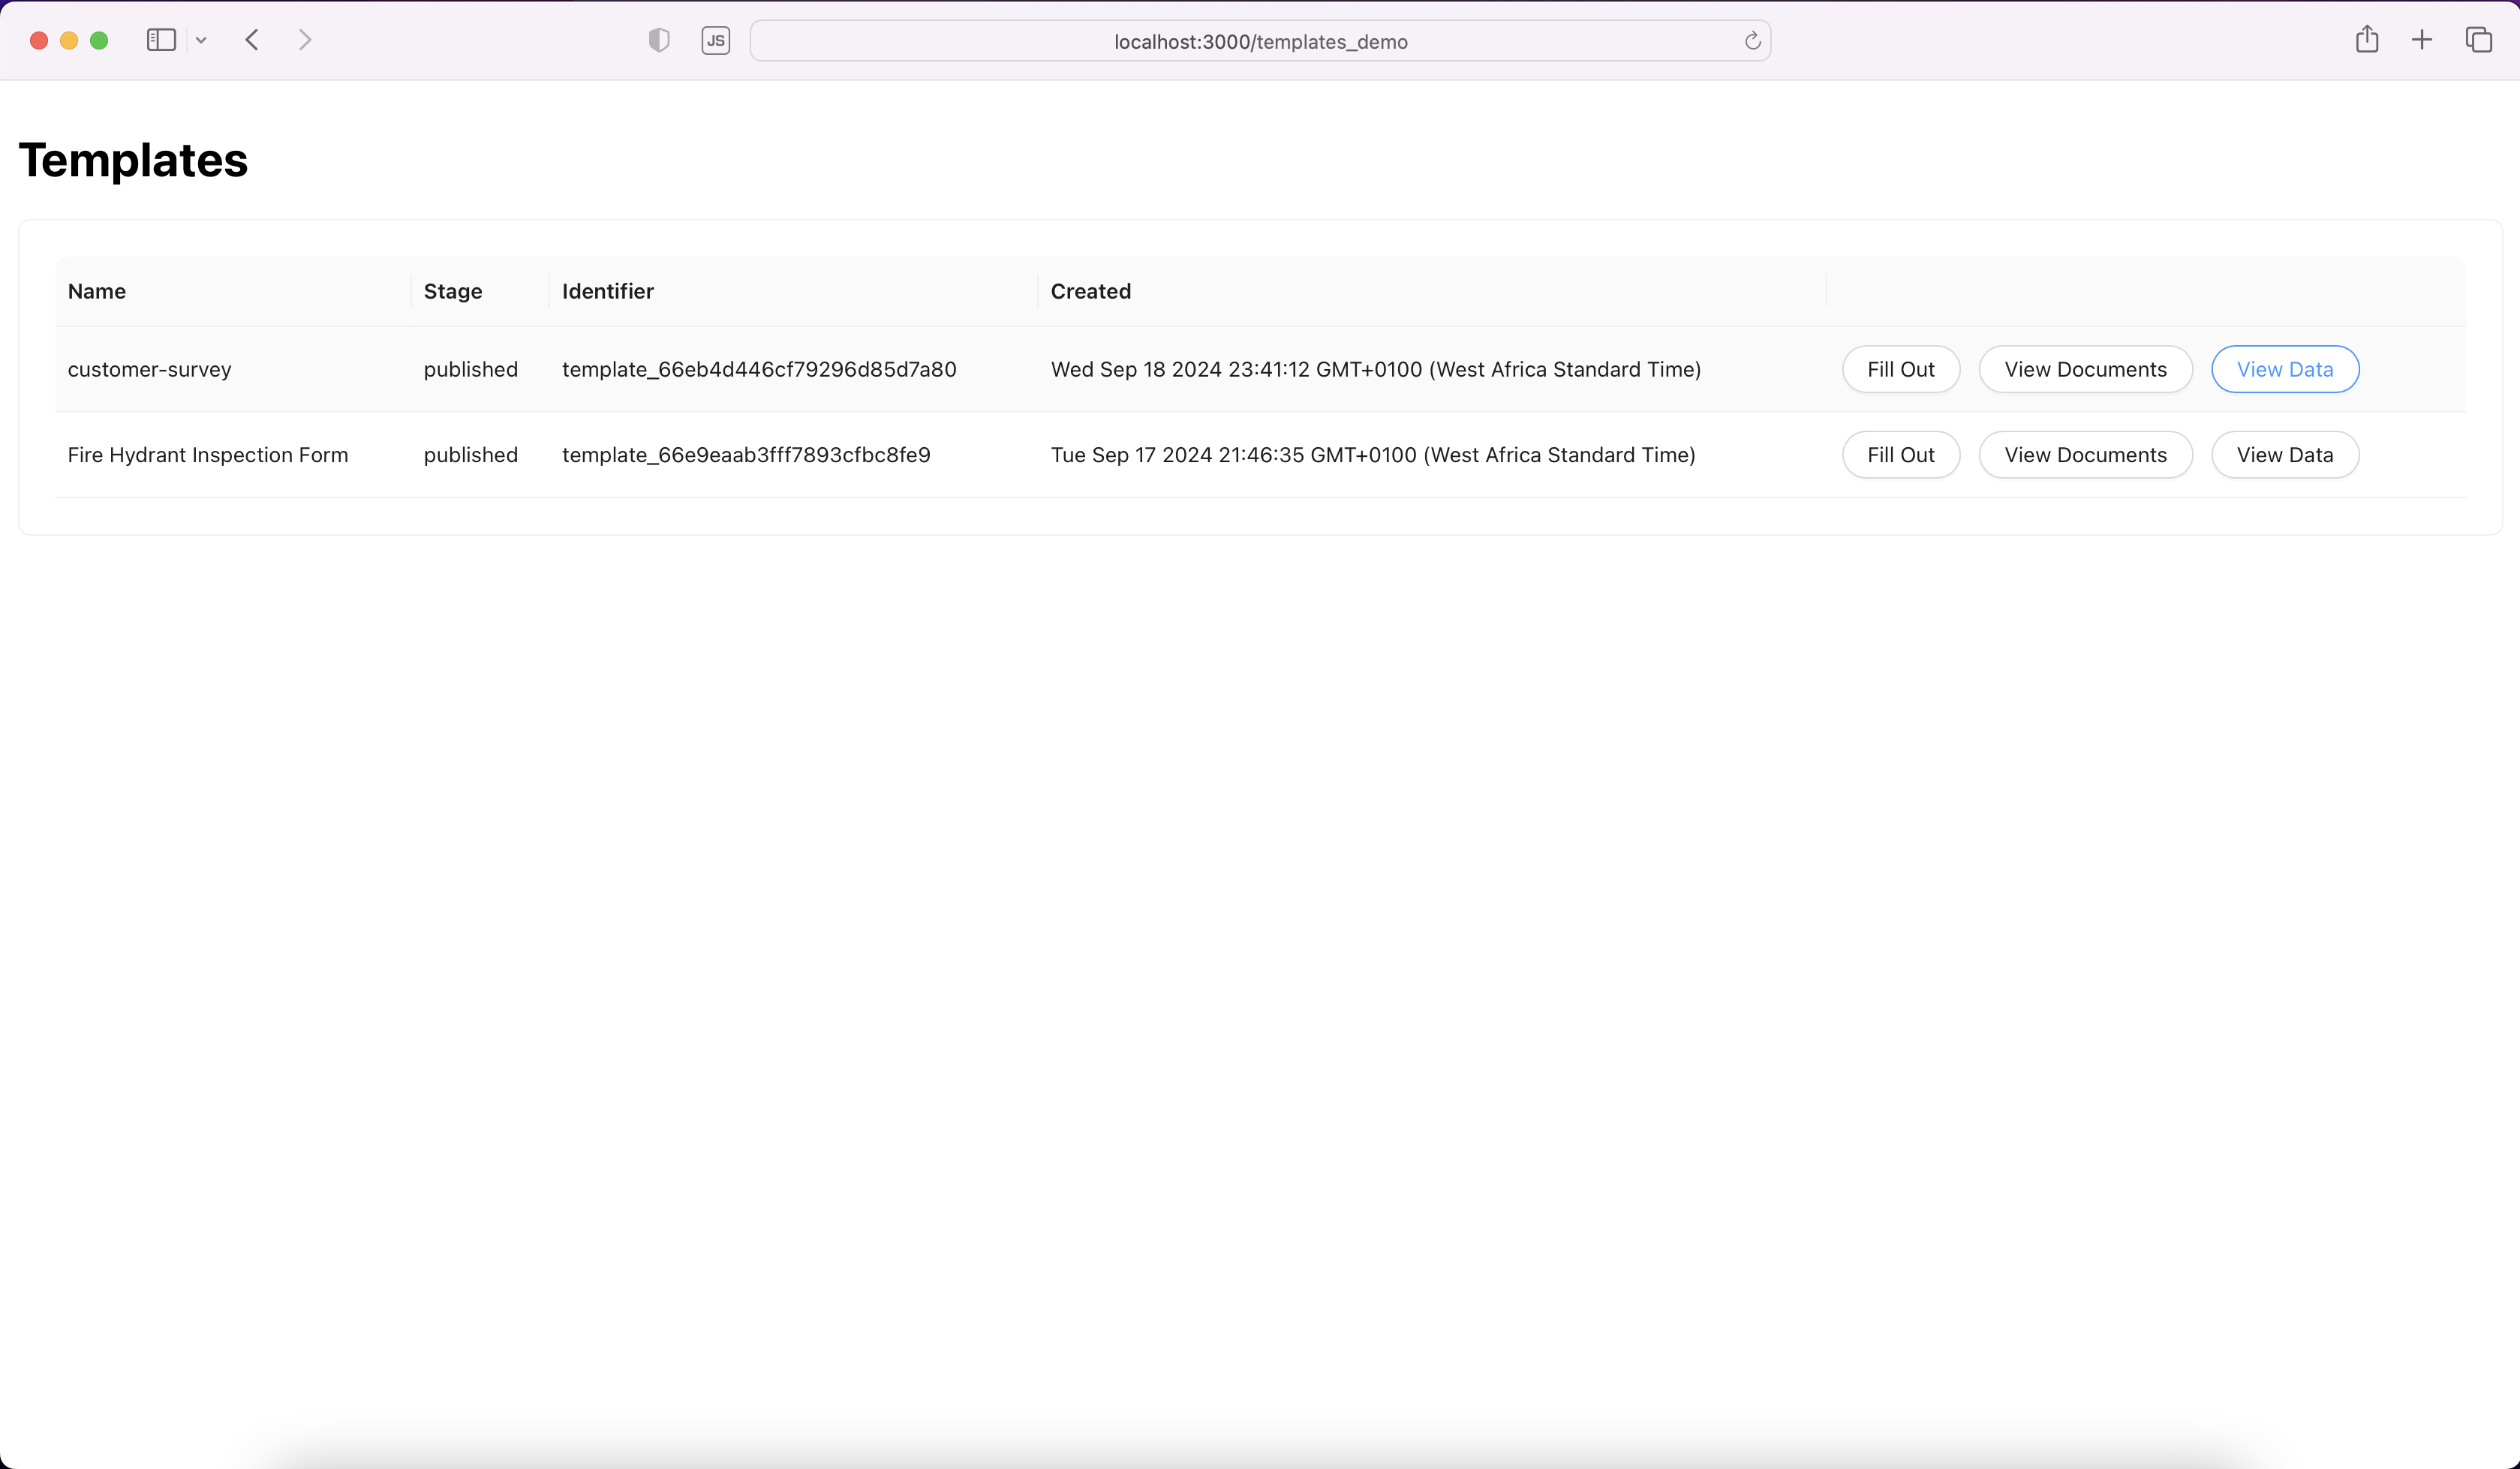 JS localhost:3000/templates_demo
Templates
Name Stage Identifier Created
customer-survey published template_66eb4d446cf79296d85d7a80 Wed Sep 18 2024 23:41:12 GMT+0100 (West Africa Standard Time) Fill Out View Documents View Data
Fire Hydrant Inspection Form published template_66e9eaab3fff7893cfbc8fe9 Tue Sep 17 2024 21:46:35 GMT+0100 (West Africa Standard Time) Fill Out View Documents View Data